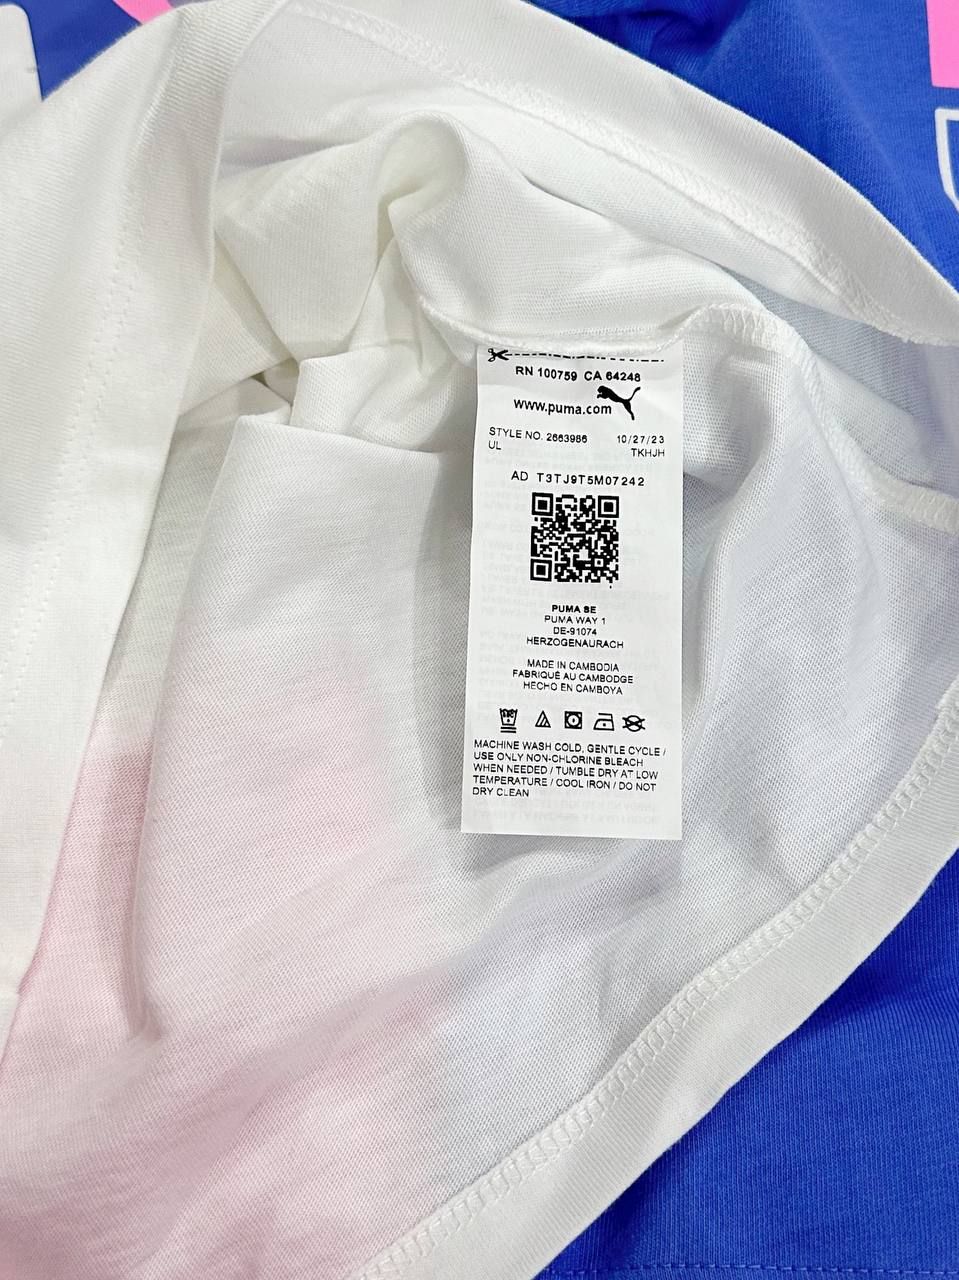 RN 100759 CA 64248
www.puma.com
STYLE NO. 2663986 10/27/23
UL TKHJH
AD T3TJ9T5M07242
PUMA SE
PUMA WAY 1
DE-91074
HERZOGENAURACH
MADE IN CAMBODIA
FABRIQUÉ AU CAMBODGE
HECHO EN CAMBOYA
MACHINE WASH COLD, GENTLE CYCLE /
USE ONLY NON-CHLORINE BLEACH
WHEN NEEDED / TUMBLE DRY AT LOW
TEMPERATURE / COOL IRON / DO NOT
DRY CLEAN